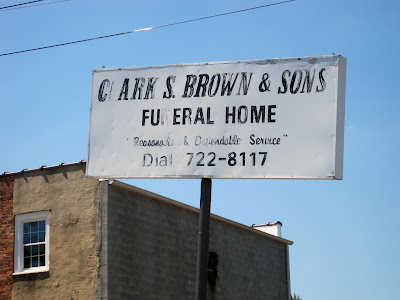 CLARK S. BROWN & SONS
FUNERAL HOME
"Reasonable & Dependable Service"
Dial 722-8117